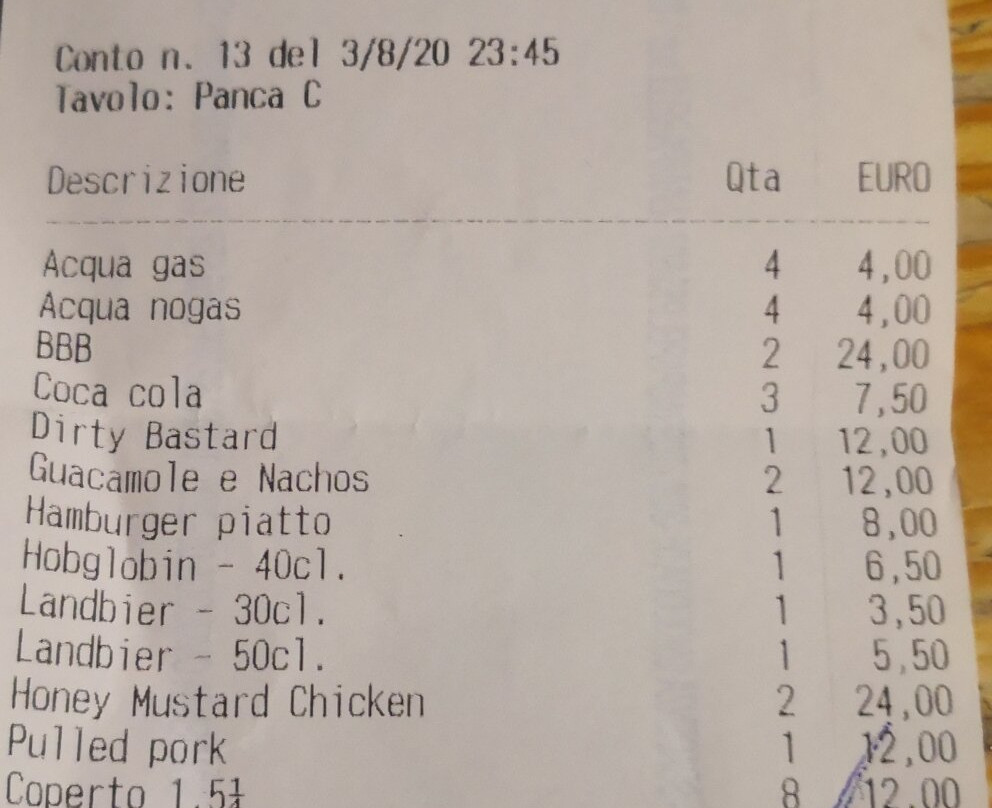 Conto n. 13 del 3/8/20 23:45
Tavolo: Panca C
Descrizione Qta EURO
Acqua gas 4 4,00
Acqua nogas 4 4,00
BBB 2 24,00
Coca cola 3 7,50
Dirty Bastard 1 12,00
Guacamole e Nachos 2 12,00
Hamburger piatto 1 8,00
Hobglobin - 40cl. 1 6,50
Landbier - 30cl. 1 3,50
Landbier - 50cl. 1 5,50
Honey Mustard Chicken 2 24,00
Pulled pork 1 12,00
Coperto 1.5¼ 8 12,00